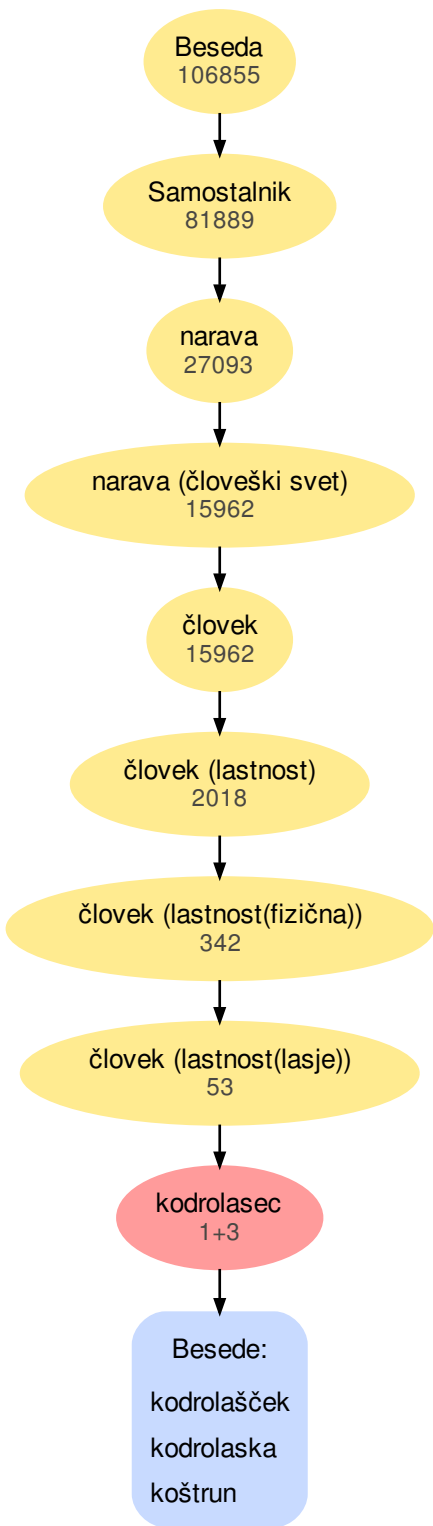 Beseda
106855
Samostalnik
81889
narava
27093
narava (človeški svet)
15962
človek
15962
človek (lastnost)
2018
človek (lastnost(fizična))
342
človek (lastnost(lasje))
53
kodrolasec
1+3
Besede:
kodrolašček
kodrolaska
koštrun